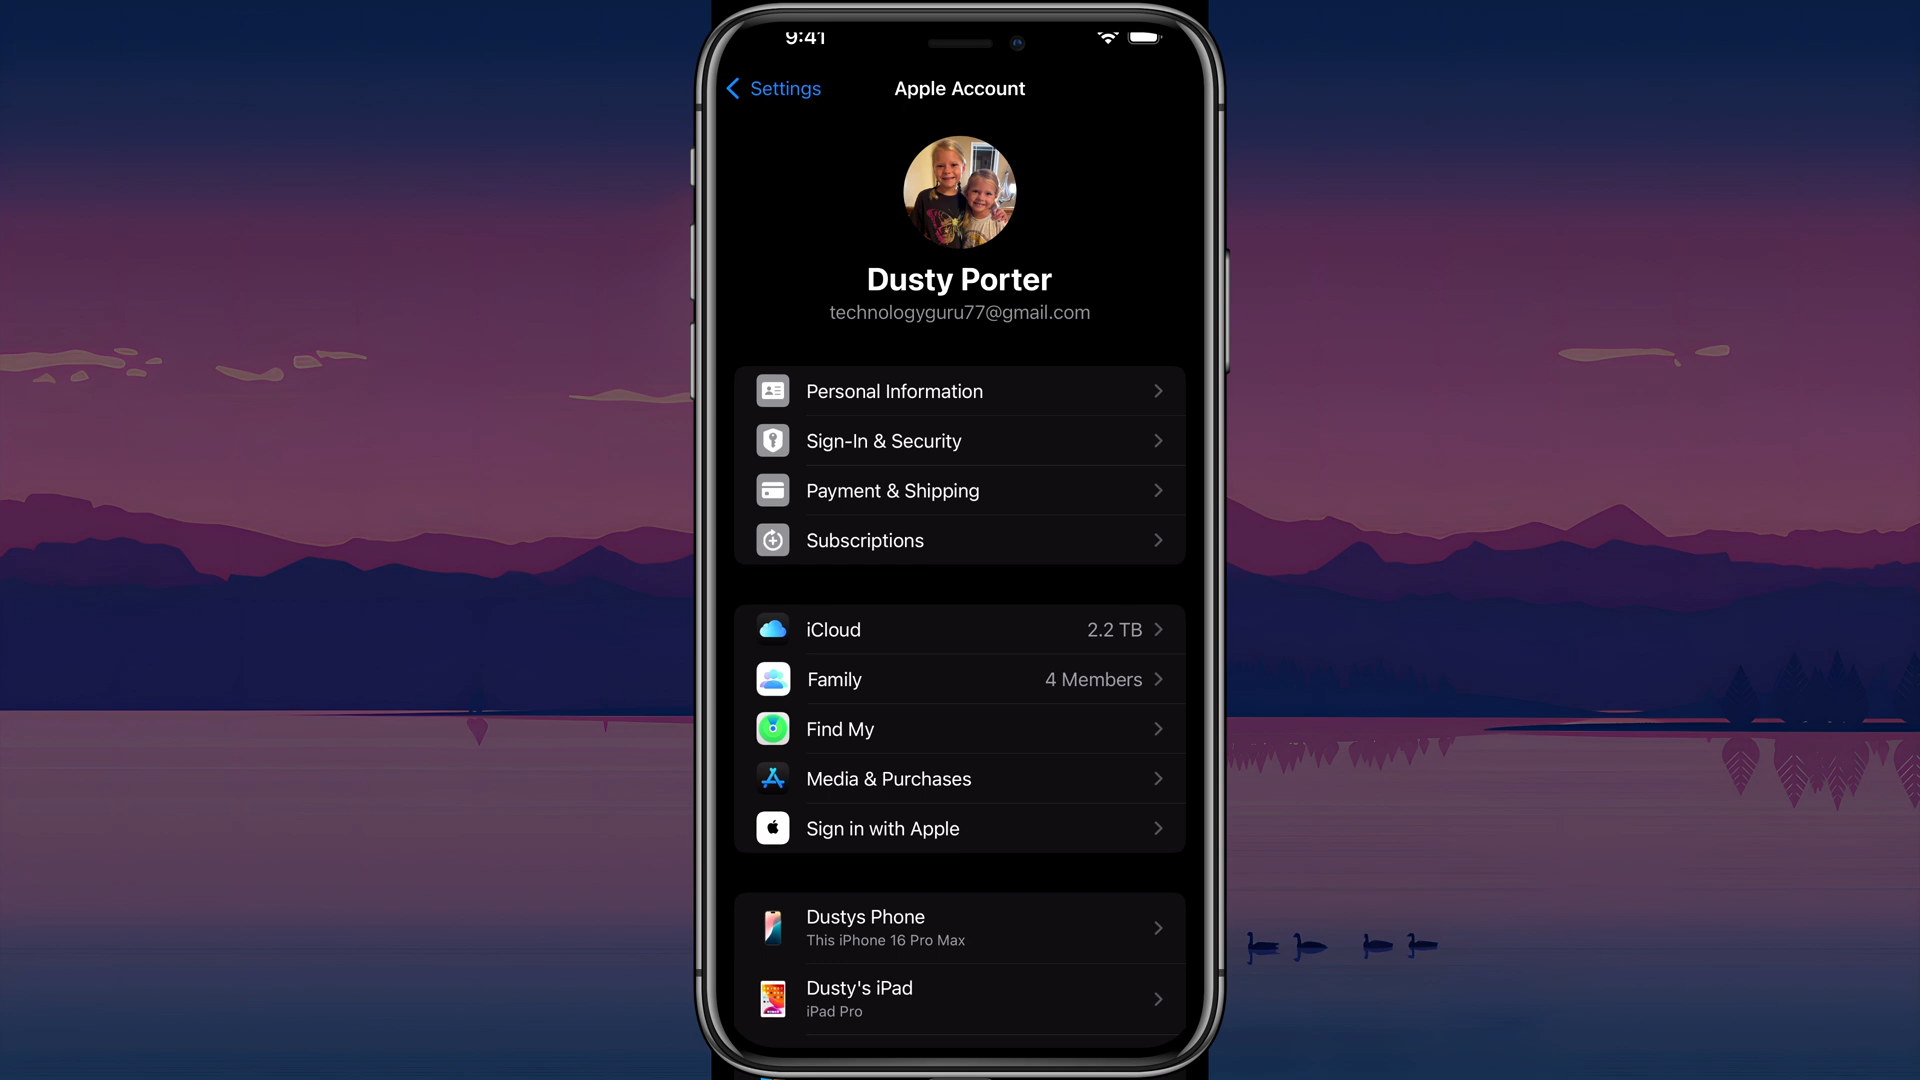 9:41
Settings
Apple Account
Dusty Porter
technologyguru77@gmail.com
Personal Information
Sign-In & Security
Payment & Shipping
Subscriptions
iCloud 2.2 TB
Family 4 Members
Find My
Media & Purchases
Sign in with Apple
Dustys Phone
This iPhone 16 Pro Max
Dusty's iPad
iPad Pro